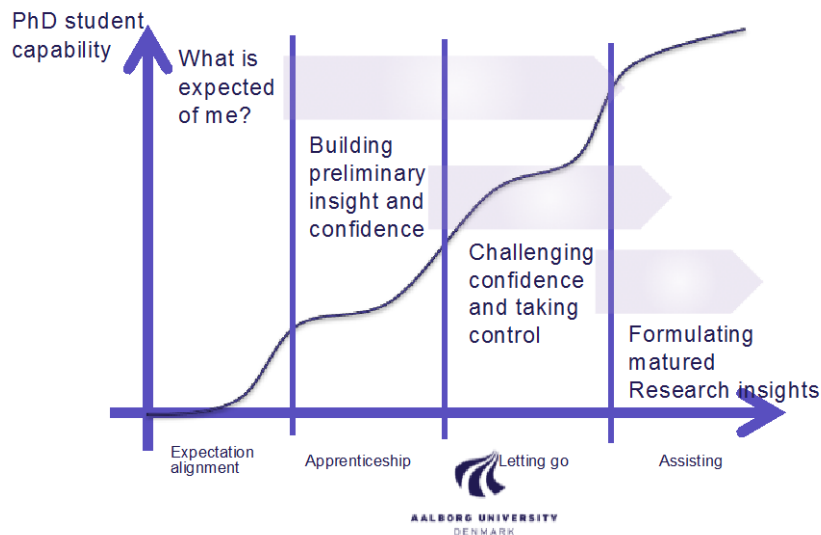 PhD student
capability
What is
expected
of me?
Building
preliminary
insight and
confidence
Challenging
confidence
and taking
control
Formulating
matured
Research insights
Expectation
alignment
Apprenticeship
Letting go
Assisting
AALBORG UNIVERSITY
DENMARK